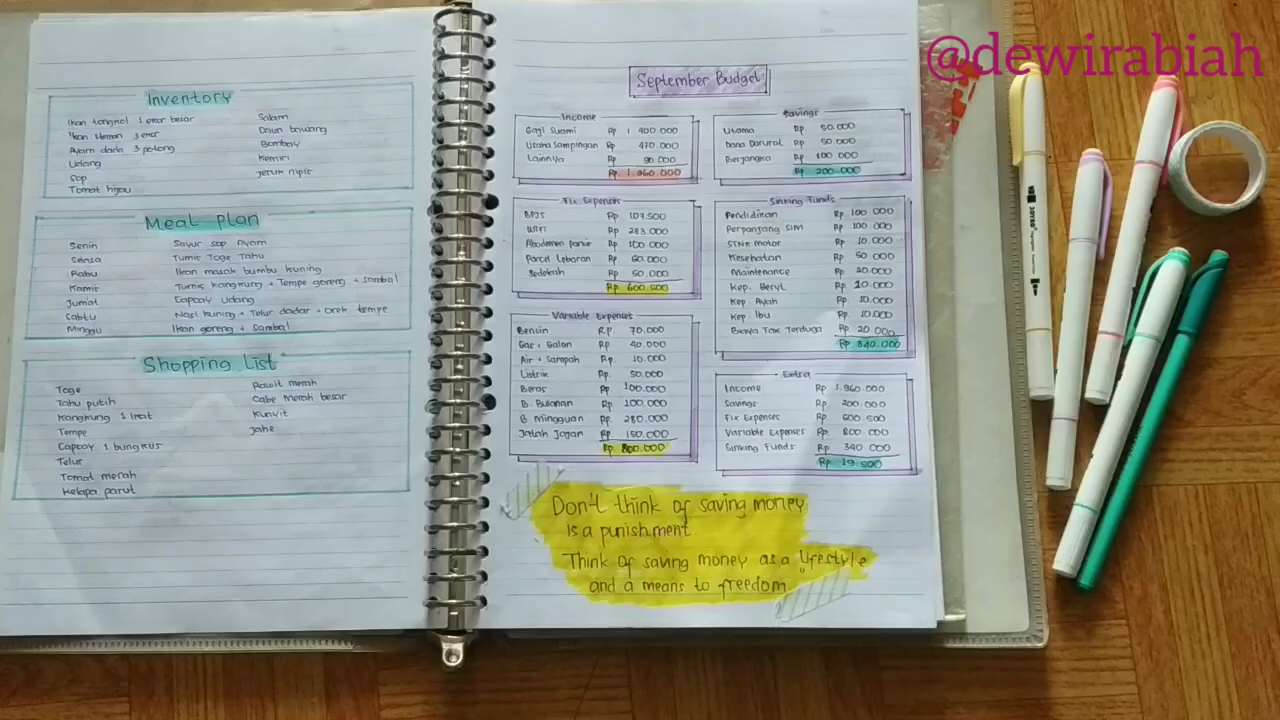 @dewirabiah
Inventory
Ikan tongkol 1 ekor besar
Ikan 3 ekor
Ayam dada 3 potong
Udang
Sop
Tomat hijau
Salam
Daun bawang
Bombay
Kemiri
Jeruk nipis
Meal plan
Senin Sayur sop ayam
Selasa Tumis Toge Tahu
Rabu Ikan masak bumbu kuning
Kamis Tumis kangkung + Tempe goreng + sambal
Jumat Capcay udang
Sabtu Nasi kuning + Telur dadar + Orek tempe
Minggu Ikan goreng + Sambal
Shopping List
Toge
Tahu putih
Kangkung 1 ikat
Tempe
Capcay 1 bungkus
Telur
Tomat merah
Kelapa parut
Rawit merah
Cabe merah besar
Kunyit
Jahe
September Budget
Income
Gaji Suami Rp 1.400.000
Usaha Sampingan Rp 470.000
Lainnya Rp 90.000
Rp. 1.960.000
Savings
Utama Rp 50.000
Dana Darurat Rp 50.000
Berjangka Rp 100.000
Rp 200.000
Fix Expenses
BPJS Rp 107.500
WIFI Rp 283.000
Abodemen Parkir Rp 100.000
Parcel Lebaran Rp 60.000
Sedekah Rp 50.000
Rp 600.500
Sinking Funds
Pendidikan Rp 100.000
Perpanjang SIM Rp 100.000
STNK motor Rp 10.000
Kesehatan Rp 50.000
Maintenance Rp 20.000
Kep. Beryl Rp 20.000
Kep Ayah Rp 10.000
Kep Ibu Rp 10.000
Biaya Tak Terduga Rp 20.000
Rp 340.000
Variable Expenses
Bensin Rp 70.000
Gas + Galon Rp 40.000
Air + Sampah Rp. 10.000
Listrik Rp. 50.000
Beras Rp. 100.000
B. Bulanan Rp. 100.000
B Mingguan Rp. 280.000
Jatah Jajan Rp. 150.000
Rp. 800.000
Extra
Income Rp 1.960.000
Savings Rp 200.000
Fix Expenses Rp 600.500
Variable Expenses Rp 800.000
Sinking Funds Rp 340.000
Rp 19.500
Don't think of saving money
is a punishment.
Think of saving money as a "lifestyle"
and a means to freedom